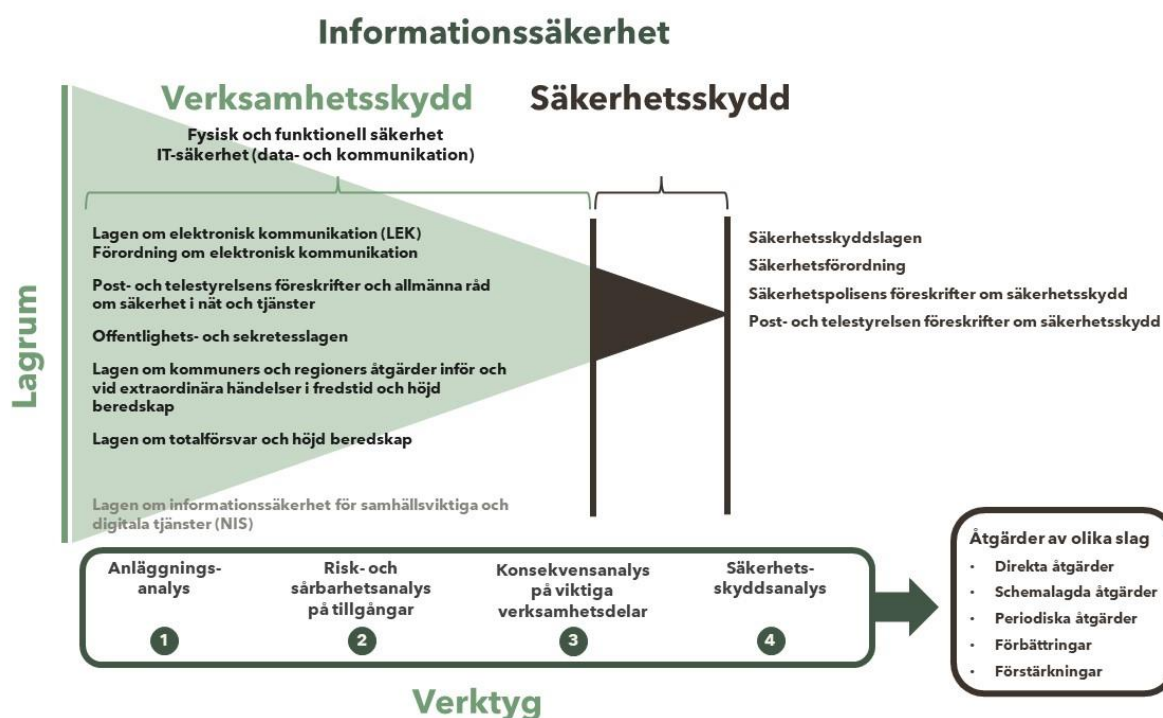 Informationssäkerhet
Verksamhetsskydd
Säkerhetsskydd
Fysisk och funktionell säkerhet
IT-säkerhet (data- och kommunikation)
Lagrum
Lagen om elektronisk kommunikation (LEK)
Förordning om elektronisk kommunikation
Post- och telestyrelsens föreskrifter och allmänna råd
om säkerhet i nät och tjänster
Offentlighets- och sekretesslagen
Lagen om kommuners och regioners åtgärder inför och
vid extraordinära händelser i fredstid och höjd
beredskap
Lagen om totalförsvar och höjd beredskap
Lagen om informationssäkerhet för samhällsviktiga och
digitala tjänster (NIS)
Säkerhetsskyddslagen
Säkerhetsförordning
Säkerhetspolisens föreskrifter om säkerhetsskydd
Post- och telestyrelsen föreskrifter om säkerhetsskydd
Anläggnings-
analys
1
Risk- och
sårbarhetsanalys
på tillgångar
2
Konsekvensanalys
på viktiga
verksamhetsdelar
3
Säkerhets-
skyddsanalys
4
Åtgärder av olika slag
• Direkta åtgärder
• Schemalagda åtgärder
• Periodiska åtgärder
• Förbättringar
• Förstärkningar
Verktyg